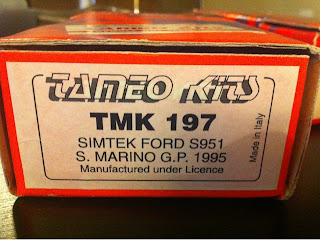 TAMEO KITS
TMK 197
SIMTEK FORD S951
S. MARINO G.P. 1995
Manufactured under Licence
Made in Italy